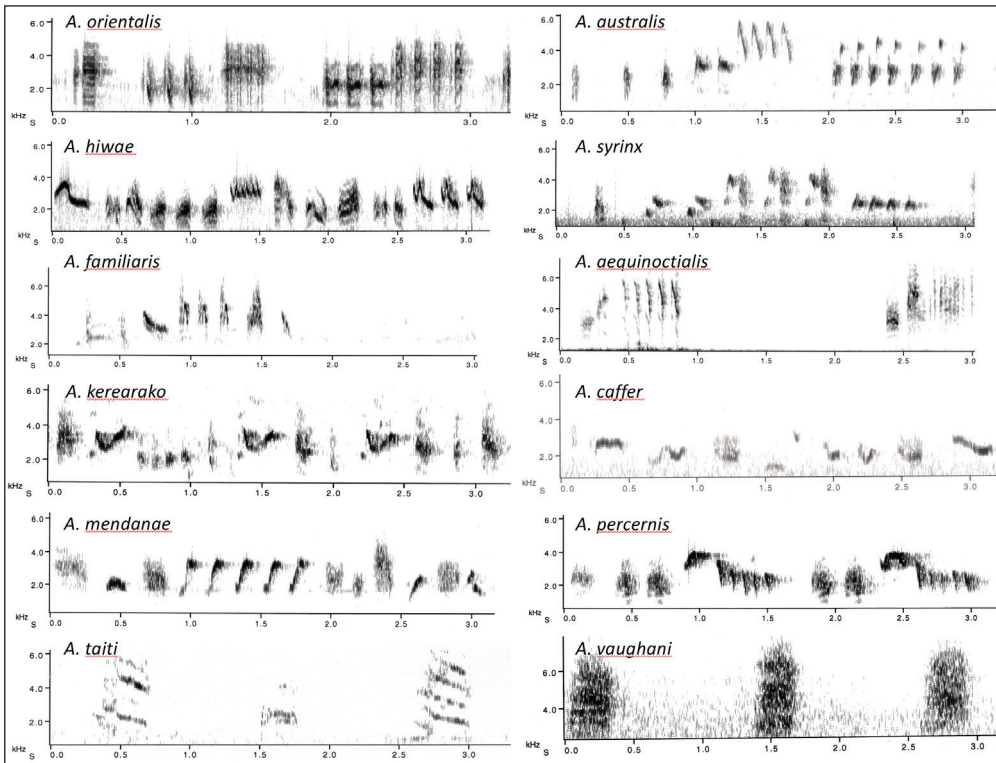 A. orientalis
6.0
4.0
2.0
kHz
S
0.0 1.0 2.0 3.0
A. australis
6.0
4.0
2.0
kHz
S
0.0 0.5 1.0 1.5 2.0 2.5 3.0
A. hiwae
6.0
4.0
2.0
kHz
S
0.0 0.5 1.0 1.5 2.0 2.5 3.0
A. syrinx
6.0
4.0
2.0
kHz
S
0.0 0.5 1.0 1.5 2.0 2.5 3.0
A. familiaris
6.0
4.0
2.0
kHz
S
0.0 0.5 1.0 1.5 2.0 2.5 3.0
A. aequinoctialis
6.0
4.0
2.0
kHz
S
0.0 0.5 1.0 1.5 2.0 2.5 3.0
A. kerearako
6.0
4.0
2.0
kHz
S
0.0 0.5 1.0 1.5 2.0 2.5 3.0
A. caffer
6.0
4.0
2.0
kHz
S
0.0 0.5 1.0 1.5 2.0 2.5 3.0
A. mendanae
6.0
4.0
2.0
kHz
S
0.0 0.5 1.0 1.5 2.0 2.5 3.0
A. percernis
6.0
4.0
2.0
kHz
S
0.0 0.5 1.0 1.5 2.0 2.5 3.0
A. taiti
6.0
4.0
2.0
kHz
S
0.0 0.5 1.0 1.5 2.0 2.5 3.0
A. vaughani
6.0
4.0
kHz
S
0.0 0.5 1.0 1.5 2.0 2.5 3.0